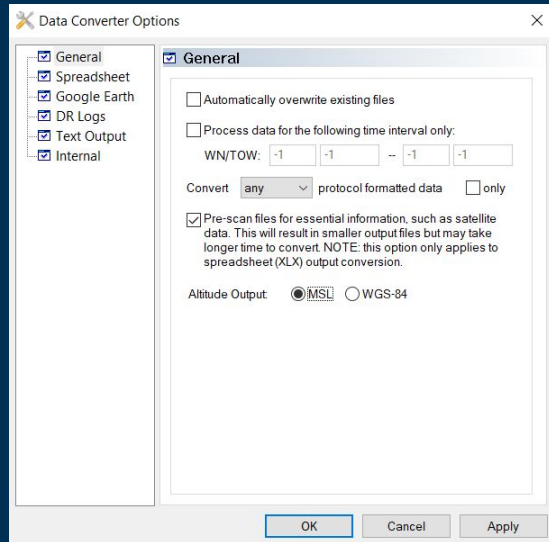 Data Converter Options
General
Spreadsheet
Google Earth
DR Logs
Text Output
Internal
General
Automatically overwrite existing files
Process data for the following time interval only:
WN/TOW: -1 -1 -- -1 -1
Convert any protocol formatted data only
Pre-scan files for essential information, such as satellite
data. This will result in smaller output files but may take
longer time to convert. NOTE: this option only applies to
spreadsheet (XLX) output conversion.
Altitude Output: MSL WGS-84
OK Cancel Apply